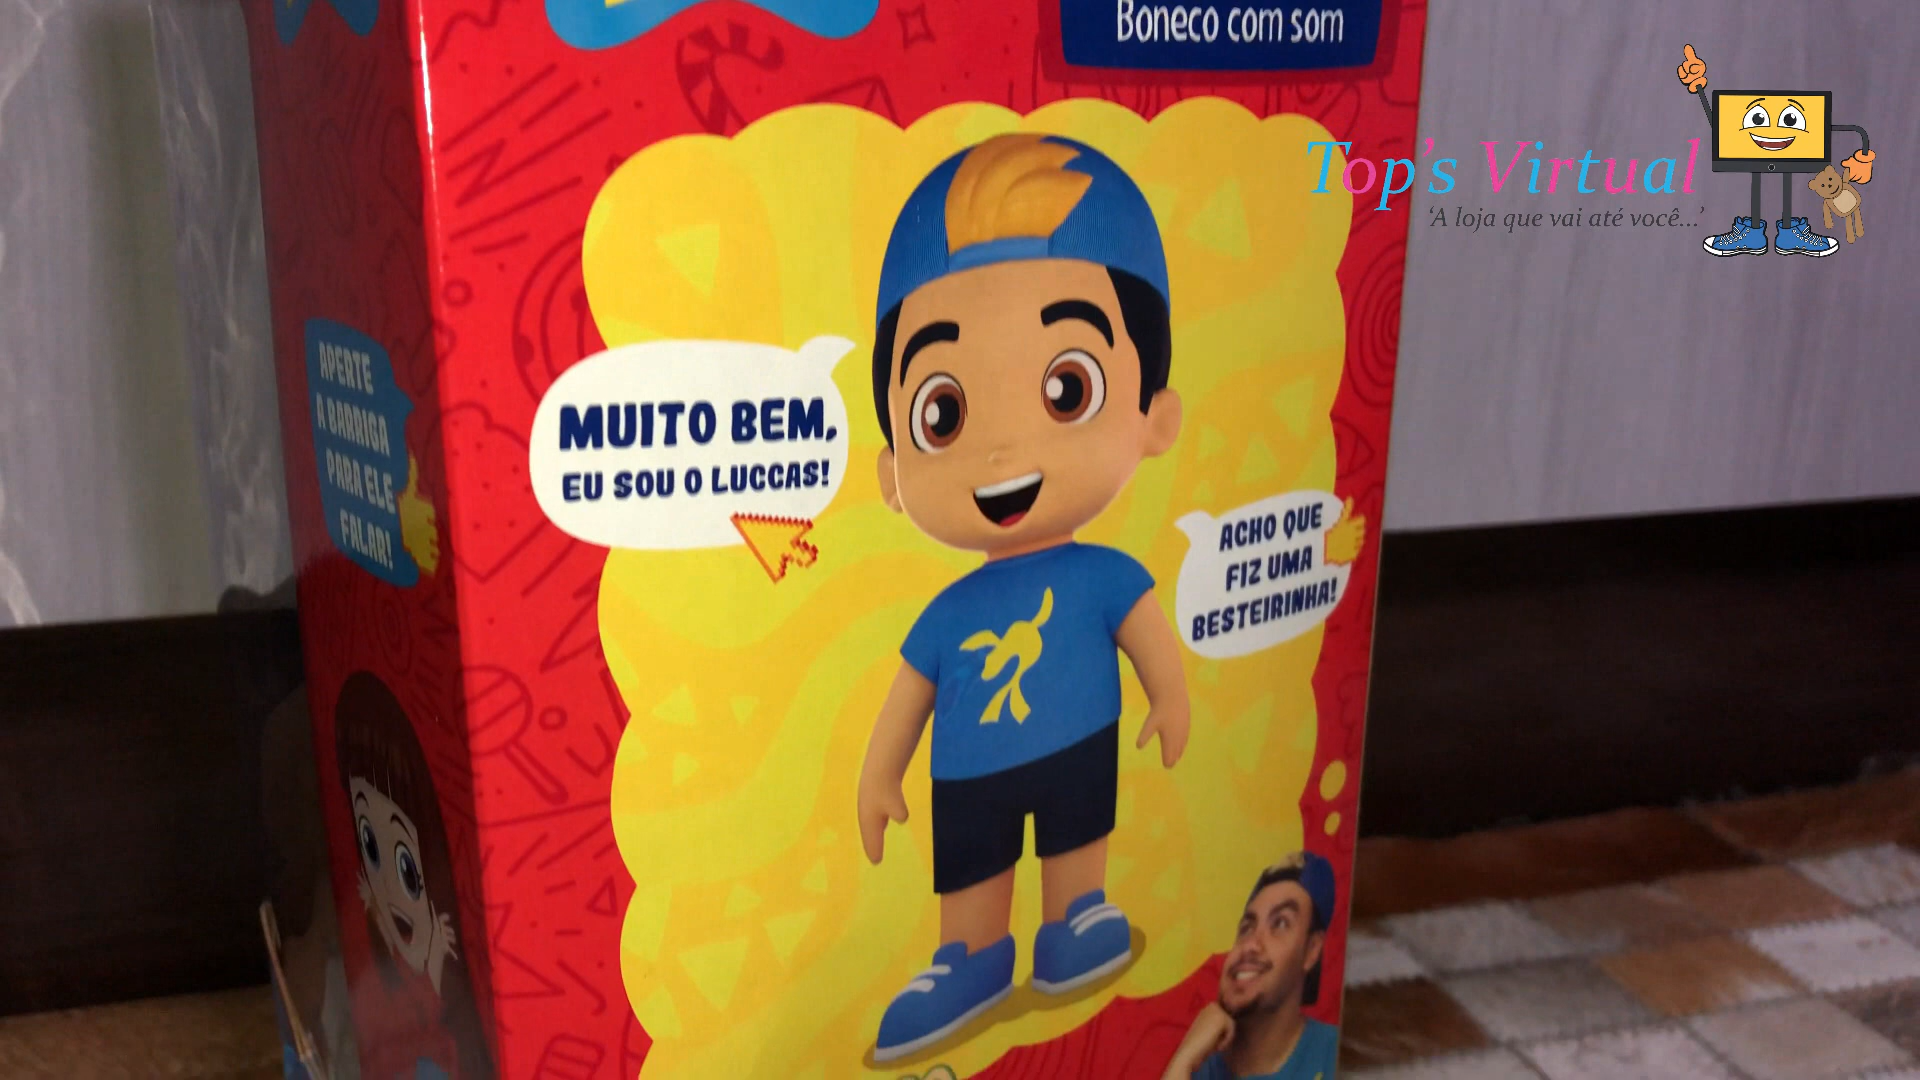 Boneco com som
Top's Virtual
'A loja que vai até você...'
APERTE
A BARRIGA
PARA ELE
FALAR!
MUITO BEM,
EU SOU O LUCCAS!
ACHO QUE
FIZ UMA
BESTEIRINHA!